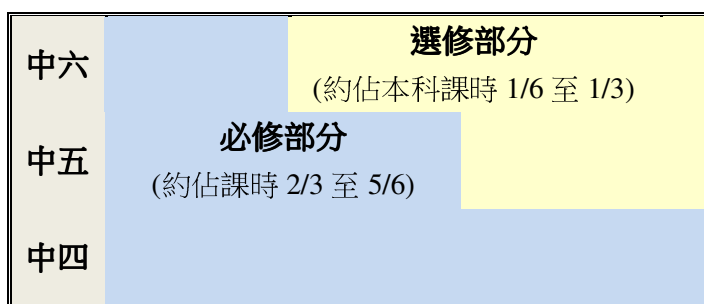 中六
選修部分
(約佔本科課時 1/6 至 1/3)
中五
必修部分
(約佔課時 2/3 至 5/6)
中四